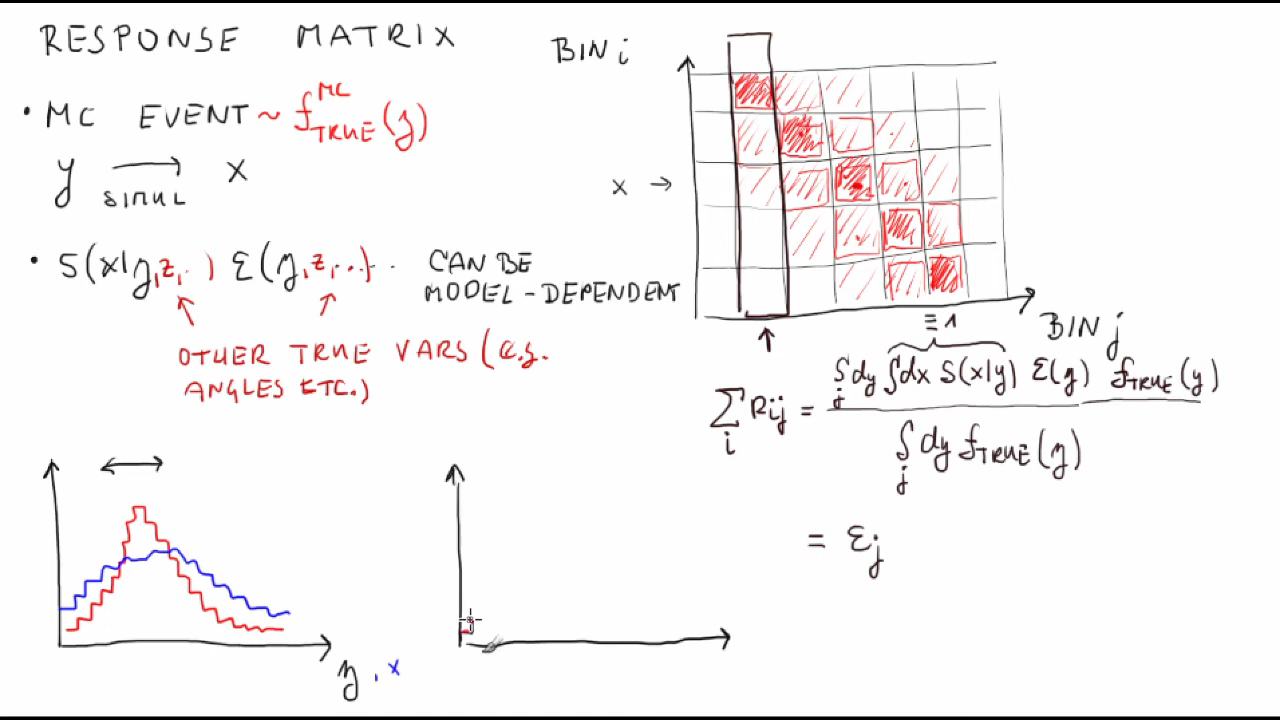 RESPONSE MATRIX
• MC EVENT ~ f^MC_TRUE(y)
y → x
SIMUL
• S(x|y,z,..) ε(y,z,...)... CAN BE
MODEL-DEPENDENT
OTHER TRUE VARS (e.g.
ANGLES ETC.)
BIN i
x →
BIN j
≡ 1
Σ_i Rij = ∫_j dy ∫dx S(x|y) ε(y) f_TRUE(y)
∫_j dy f_TRUE(y)
= ε_j
y, x